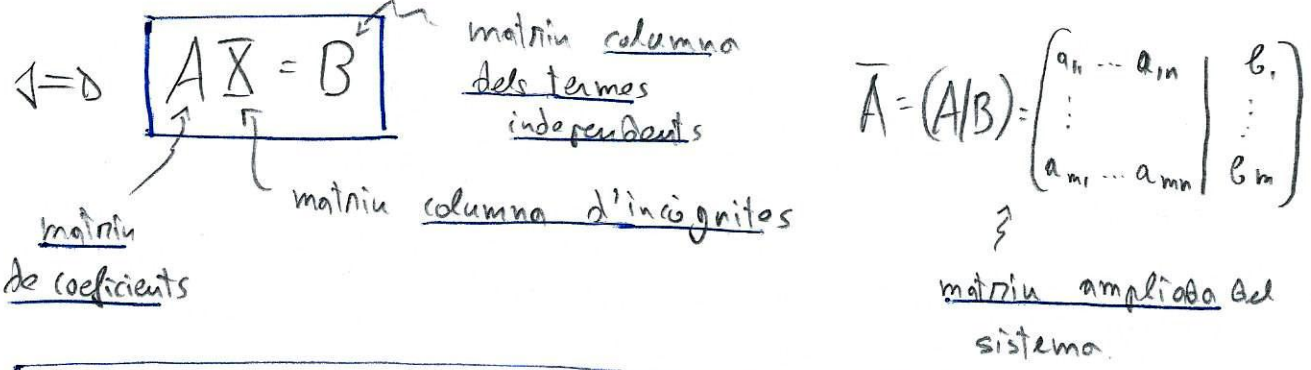 ⇐⇒ AX = B
matriu columna
dels termes
independents
matriu columna d'incògnites
matriu
de coeficients
Ā = (A|B) = ( a₁₁ ... a₁ₙ | b₁
⋮ ⋮
aₘ₁ ... aₘₙ | bₘ )
matriu ampliada del
sistema.